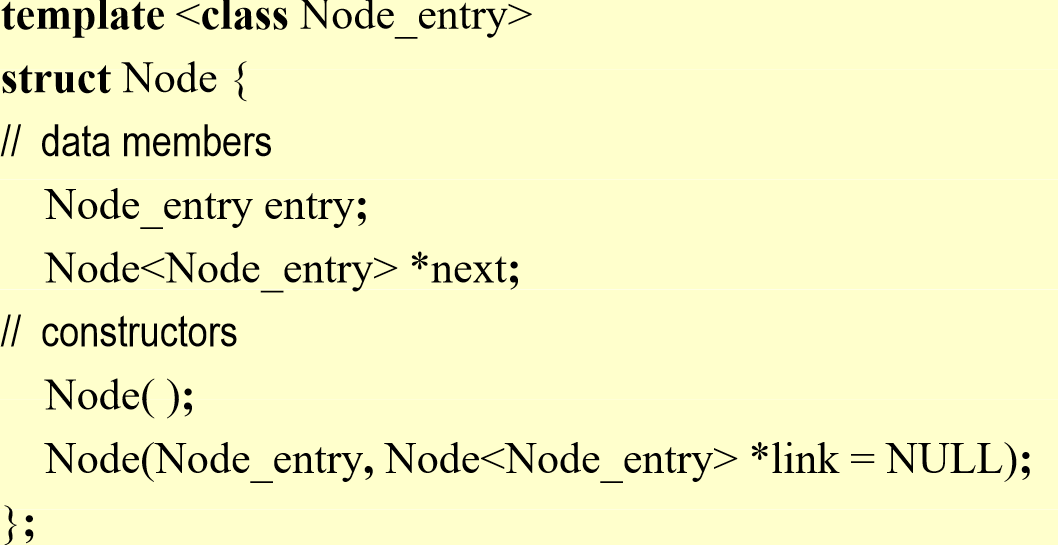 template <class Node_entry>
struct Node {
// data members
Node_entry entry;
Node<Node_entry> *next;
// constructors
Node( );
Node(Node_entry, Node<Node_entry> *link = NULL);
};